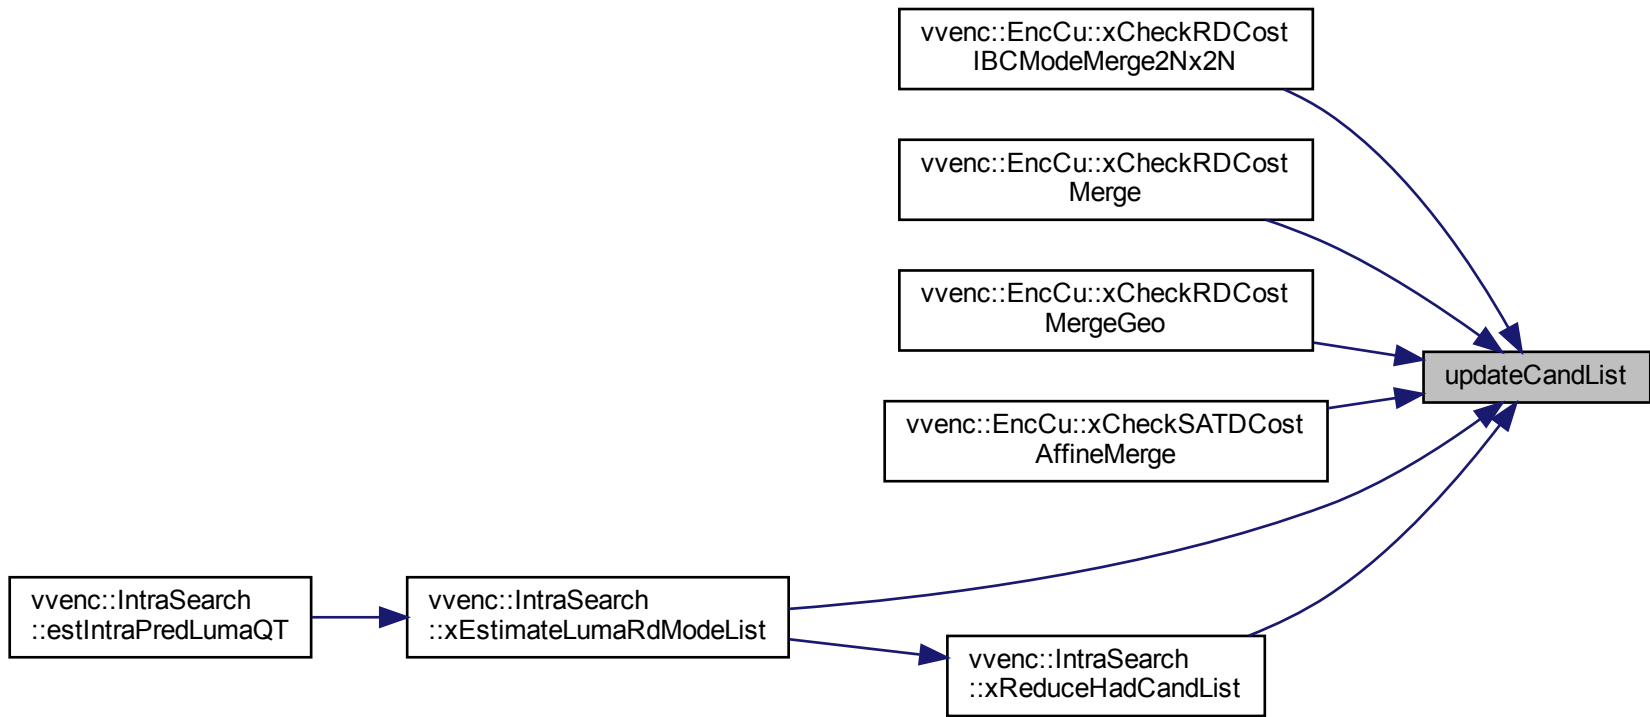 vvenc::EncCu::xCheckRDCost
IBCModeMerge2Nx2N
vvenc::EncCu::xCheckRDCost
Merge
vvenc::EncCu::xCheckRDCost
MergeGeo
updateCandList
vvenc::EncCu::xCheckSATDCost
AffineMerge
vvenc::IntraSearch
::estIntraPredLumaQT
vvenc::IntraSearch
::xEstimateLumaRdModeList
vvenc::IntraSearch
::xReduceHadCandList